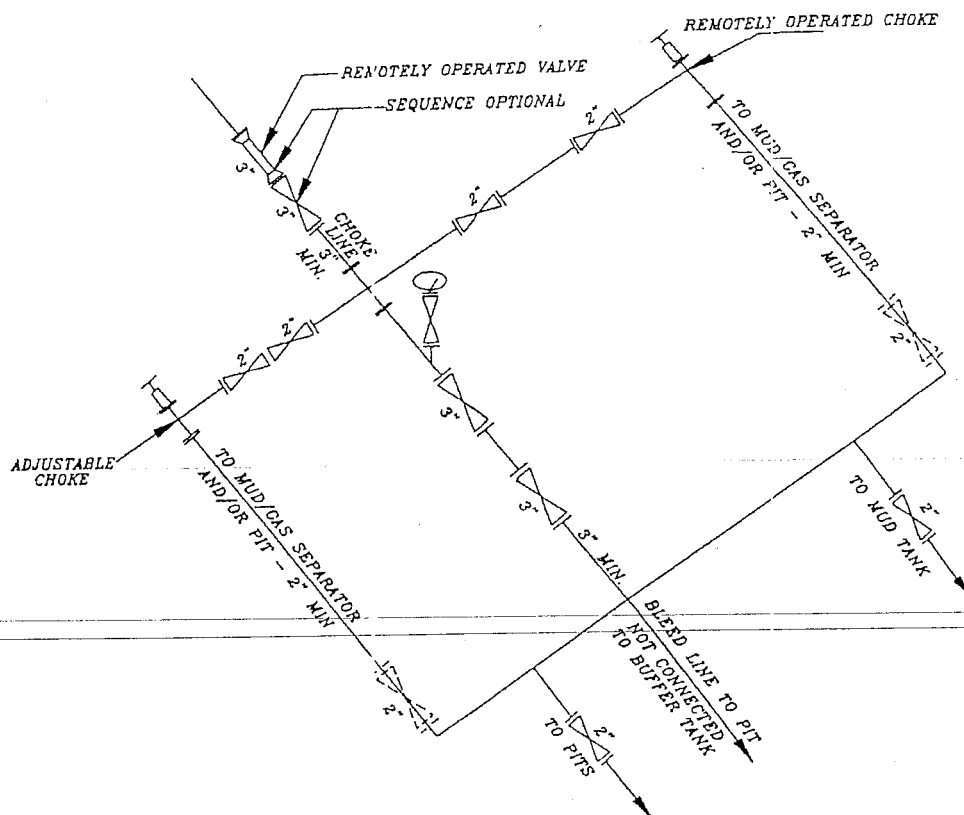 REMOTELY OPERATED CHOKE
REMOTELY OPERATED VALVE
SEQUENCE OPTIONAL
3"
3"
CHOKE
LINE
3"
MIN.
2"
2"
TO MUD/GAS SEPARATOR
AND/OR PIT - 2" MIN
2"
2"
2"
3"
3"
3" MIN.
ADJUSTABLE
CHOKE
TO MUD/GAS SEPARATOR
AND/OR PIT - 2" MIN
2"
2"
TO MUD TANK
BLEED LINE TO PIT
NOT CONNECTED
TO BUFFER TANK
2"
TO PITS